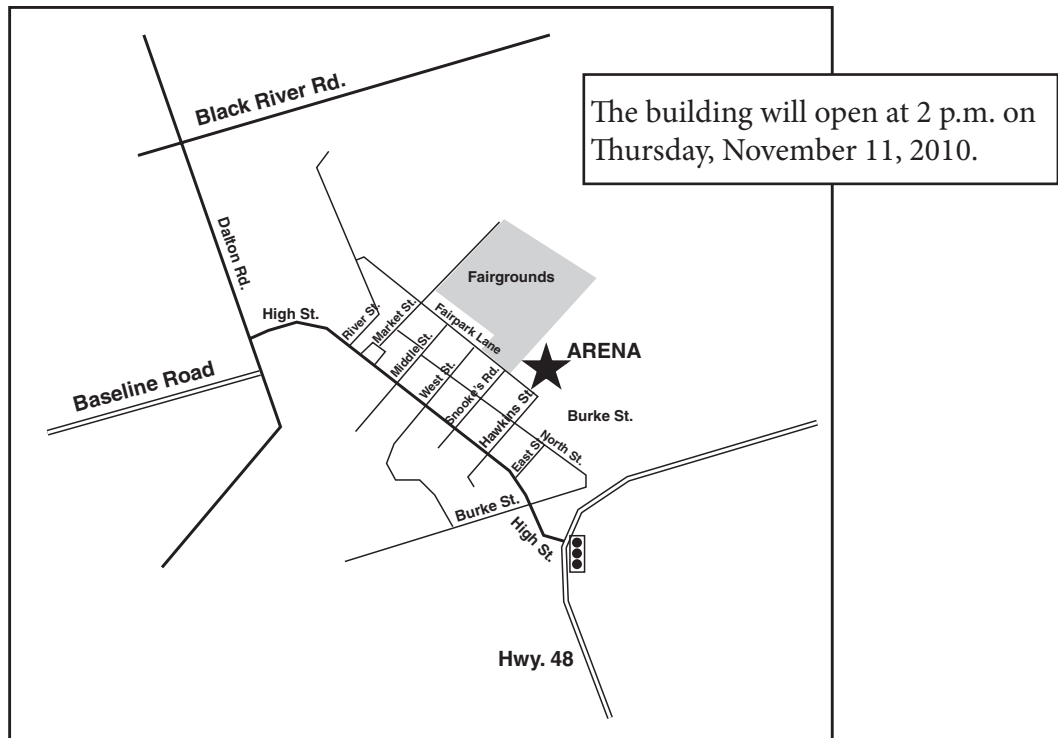 Black River Rd.
The building will open at 2 p.m. on
Thursday, November 11, 2010.
Dalton Rd.
Fairgrounds
High St.
River St.
Market St.
Fairpark Lane
Middle St.
ARENA
Baseline Road
West St.
Snooke's Rd.
Hawkins St.
Burke St.
North St.
East S
Burke St.
High St.
Hwy. 48